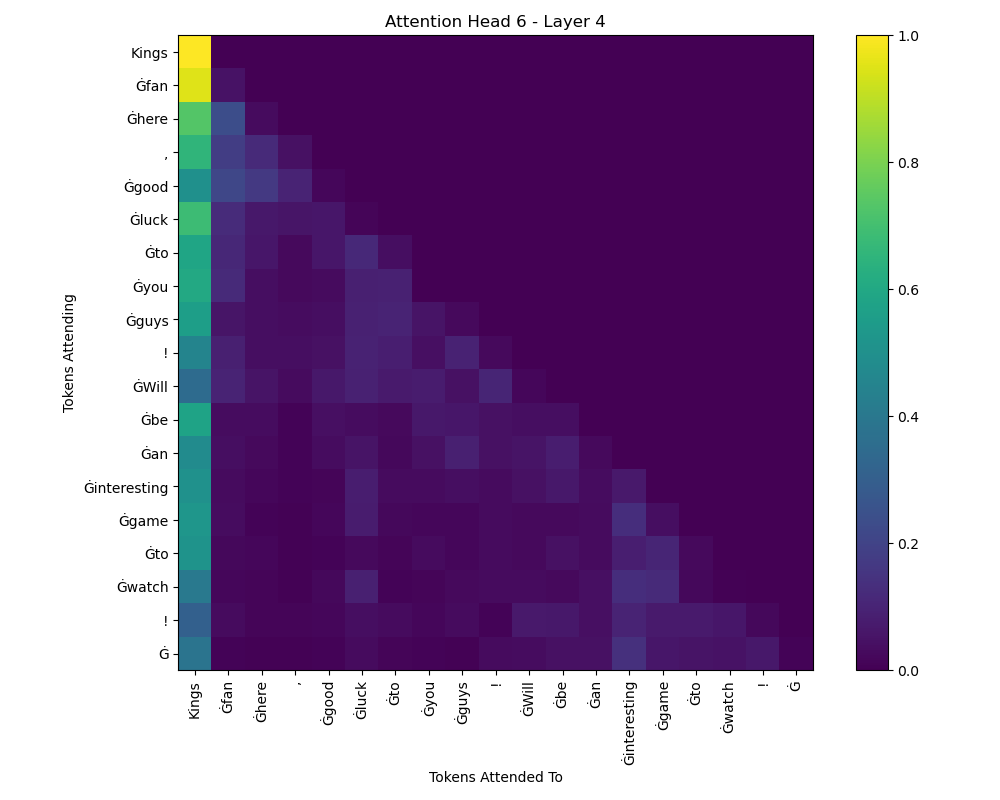 Attention Head 6 - Layer 4
Tokens Attending
Kings
Ġfan
Ġhere
,
Ġgood
Ġluck
Ġto
Ġyou
Ġguys
!
ĠWill
Ġbe
Ġan
Ġinteresting
Ġgame
Ġto
Ġwatch
!
Ġ
Kings
Ġfan
Ġhere
,
Ġgood
Ġluck
Ġto
Ġyou
Ġguys
!
ĠWill
Ġbe
Ġan
Ġinteresting
Ġgame
Ġto
Ġwatch
!
Ġ
Tokens Attended To
1.0
0.8
0.6
0.4
0.2
0.0